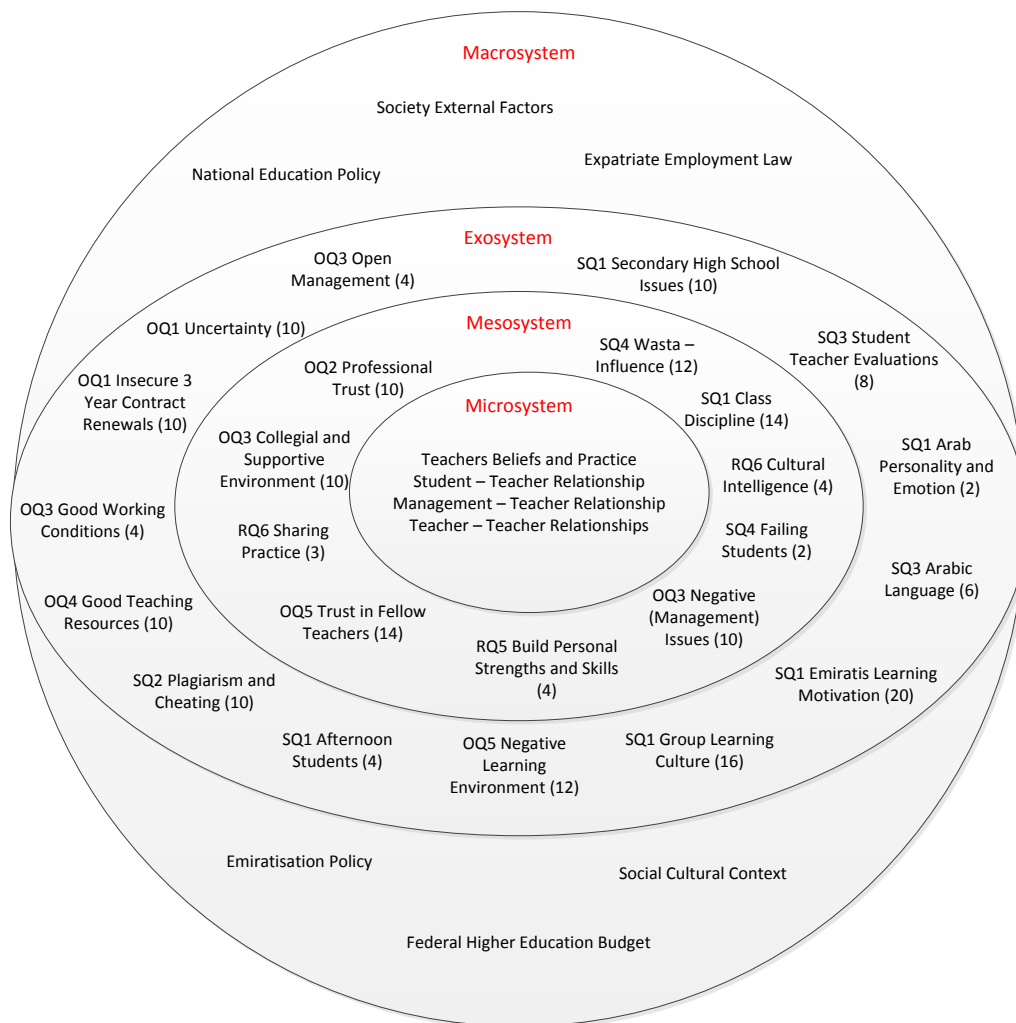 Macrosystem
Society External Factors
Expatriate Employment Law
National Education Policy
Exosystem
OQ3 Open
Management (4)
SQ1 Secondary High School
Issues (10)
OQ1 Uncertainty (10)
SQ3 Student
Teacher Evaluations
(8)
OQ1 Insecure 3
Year Contract
Renewals (10)
SQ1 Arab
Personality and
Emotion (2)
OQ3 Good Working
Conditions (4)
SQ3 Arabic
Language (6)
OQ4 Good Teaching
Resources (10)
SQ1 Emiratis Learning
Motivation (20)
SQ2 Plagiarism and
Cheating (10)
SQ1 Afternoon
Students (4)
OQ5 Negative
Learning
Environment (12)
SQ1 Group Learning
Culture (16)
Mesosystem
OQ2 Professional
Trust (10)
SQ4 Wasta –
Influence (12)
SQ1 Class
Discipline (14)
OQ3 Collegial and
Supportive
Environment (10)
RQ6 Cultural
Intelligence (4)
RQ6 Sharing
Practice (3)
SQ4 Failing
Students (2)
OQ5 Trust in Fellow
Teachers (14)
OQ3 Negative
(Management)
Issues (10)
RQ5 Build Personal
Strengths and Skills
(4)
Microsystem
Teachers Beliefs and Practice
Student – Teacher Relationship
Management – Teacher Relationship
Teacher – Teacher Relationships
Emiratisation Policy
Social Cultural Context
Federal Higher Education Budget